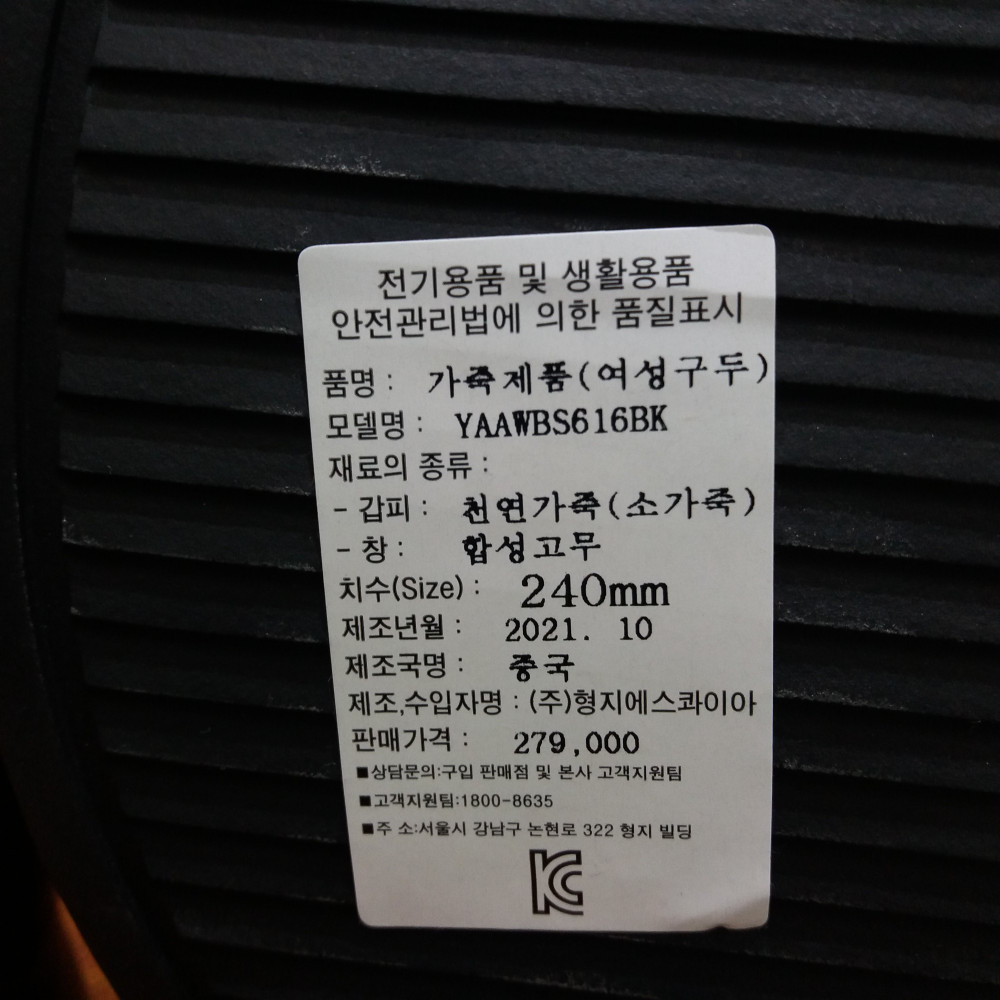 전기용품 및 생활용품
안전관리법에 의한 품질표시
품명 : 가죽제품(여성구두)
모델명 : YAAWBS616BK
재료의 종류 :
- 갑피 : 천연가죽(소가죽)
- 창 : 합성고무
치수(Size) : 240mm
제조년월 : 2021. 10
제조국명 : 중국
제조,수입자명 : (주)형지에스콰이아
판매가격 : 279,000
■상담문의:구입 판매점 및 본사 고객지원팀
■고객지원팀:1800-8635
■주 소:서울시 강남구 논현로 322 형지 빌딩
KC